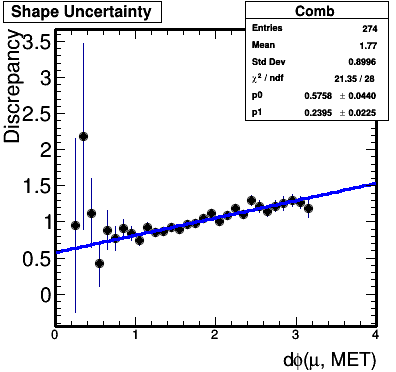 Shape Uncertainty
Comb
Entries 274
Mean 1.77
Std Dev 0.8996
χ² / ndf 21.35 / 28
p0 0.5758 ± 0.0440
p1 0.2395 ± 0.0225
Discrepancy
3.5
3
2.5
2
1.5
1
0.5
0
0 1 2 3 4
dϕ(μ, MET)